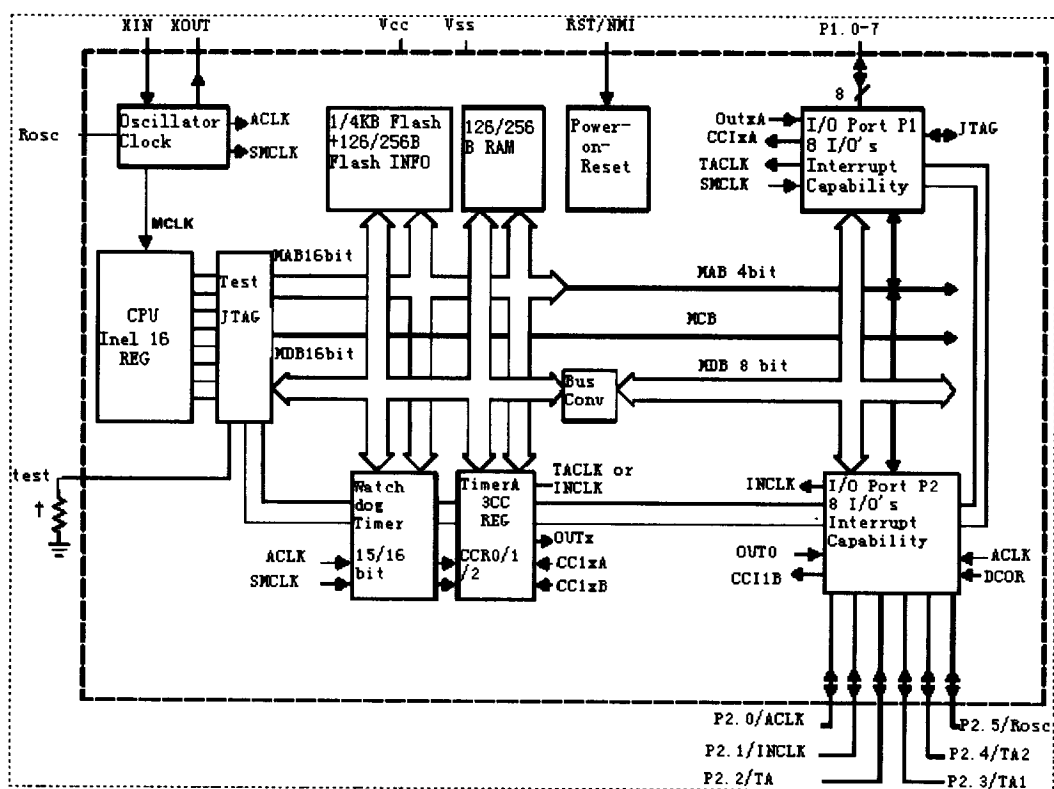 XIN XOUT Vcc Vss RST/NMI P1. 0-7
8
Rosc
Oscillator
Clock
ACLK
SMCLK
1/4KB Flash
+126/256B
Flash INFO
126/256
B RAM
Power-
on-
Reset
OutxA
CCIxA
TACLK
SMCLK
I/O Port P1
8 I/O's
Interrupt
Capability
JTAG
MCLK
CPU
Inel 16
REG
Test
JTAG
MAB16bit
MAB 4bit
MCB
MDB16bit
MDB 8 bit
Bus
Conv
test
†
Watch
dog
Timer
15/16
bit
ACLK
SMCLK
TimerA
3CC
REG
CCR0/1
/2
TACLK or
INCLK
OUTx
CC1xA
CC1xB
INCLK
OUT0
CCI1B
I/O Port P2
8 I/O's
Interrupt
Capability
ACLK
DCOR
P2. 0/ACLK
P2. 5/Rosc
P2. 1/INCLK
P2. 4/TA2
P2. 2/TA
P2. 3/TA1